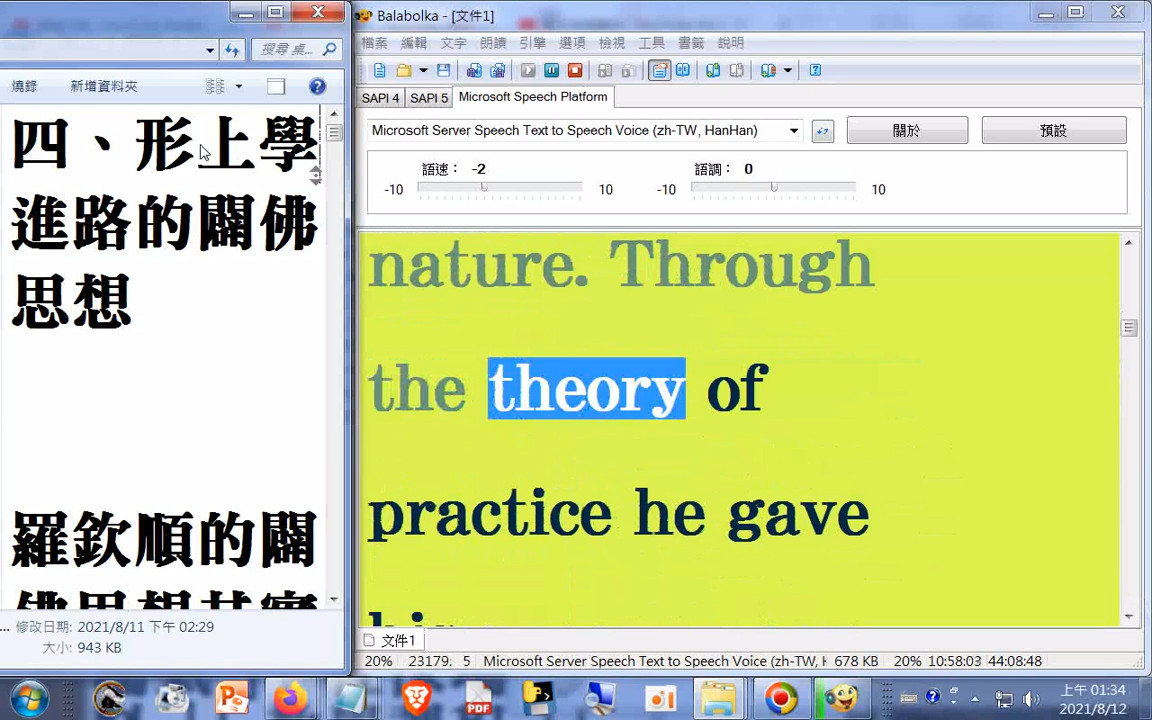 搜尋 桌...
燒錄 新增資料夾
四、形上學
進路的闢佛
思想
羅欽順的闢
佛思想其實
... 修改日期: 2021/8/11 下午 02:29
大小: 943 KB
Balabolka - [文件1]
檔案 編輯 文字 朗讀 引擎 選項 檢視 工具 書籤 說明
SAPI 4 SAPI 5 Microsoft Speech Platform
Microsoft Server Speech Text to Speech Voice (zh-TW, HanHan) 關於 預設
語速： -2 語調： 0
-10 10 -10 10
nature. Through
the theory of
practice he gave
文件1
20% 23179: 5 Microsoft Server Speech Text to Speech Voice (zh-TW, H 678 KB 20% 10:58:03 44:08:48
PDF
上午 01:34
2021/8/12